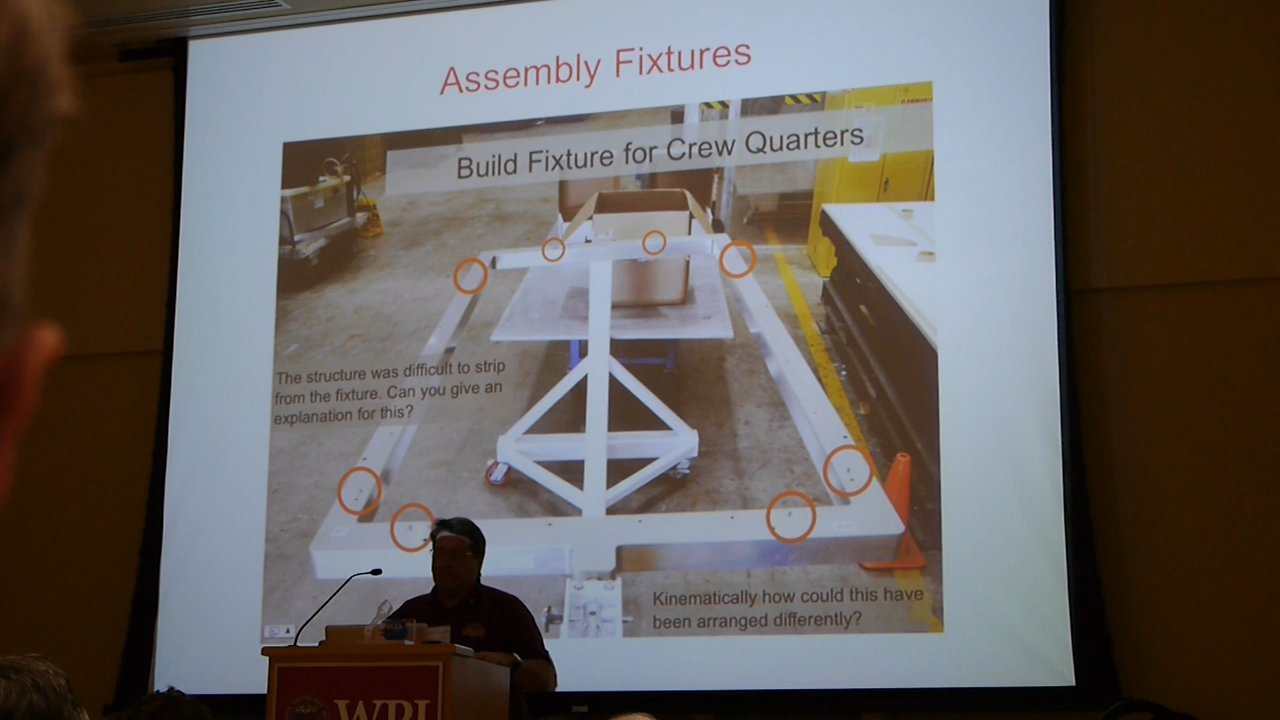 Assembly Fixtures
Build Fixture for Crew Quarters
The structure was difficult to strip
from the fixture. Can you give an
explanation for this?
Kinematically how could this have
been arranged differently?
WPI